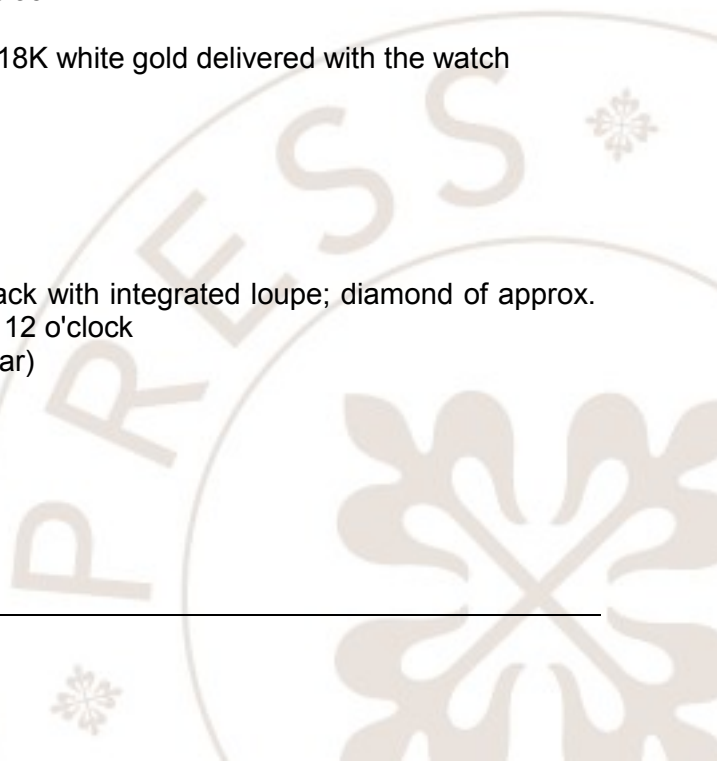 18K white gold delivered with the watch
ack with integrated loupe; diamond of approx.
12 o'clock
ar)
PRESS